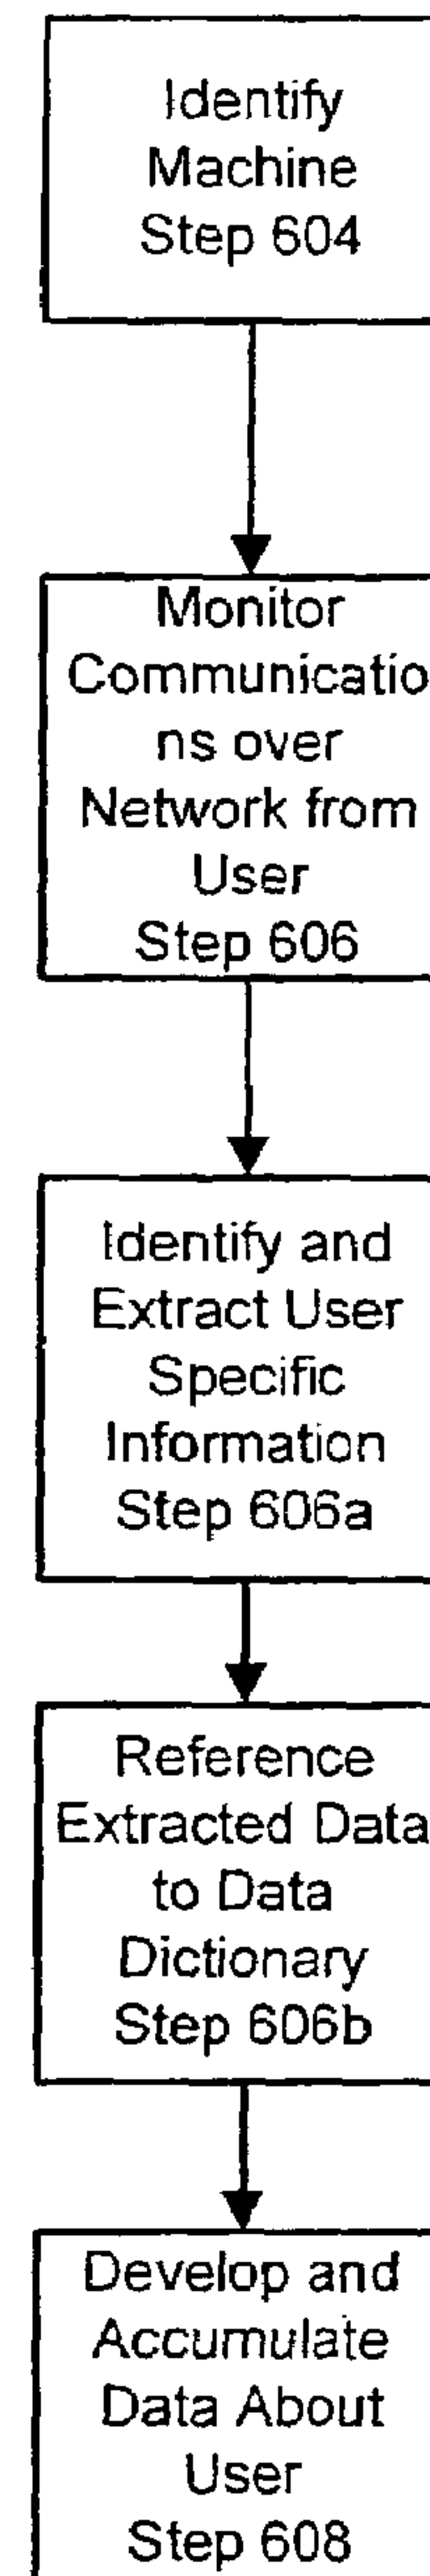 Identify
Machine
Step 604
Monitor
Communicatio
ns over
Network from
User
Step 606
Identify and
Extract User
Specific
Information
Step 606a
Reference
Extracted Data
to Data
Dictionary
Step 606b
Develop and
Accumulate
Data About
User
Step 608